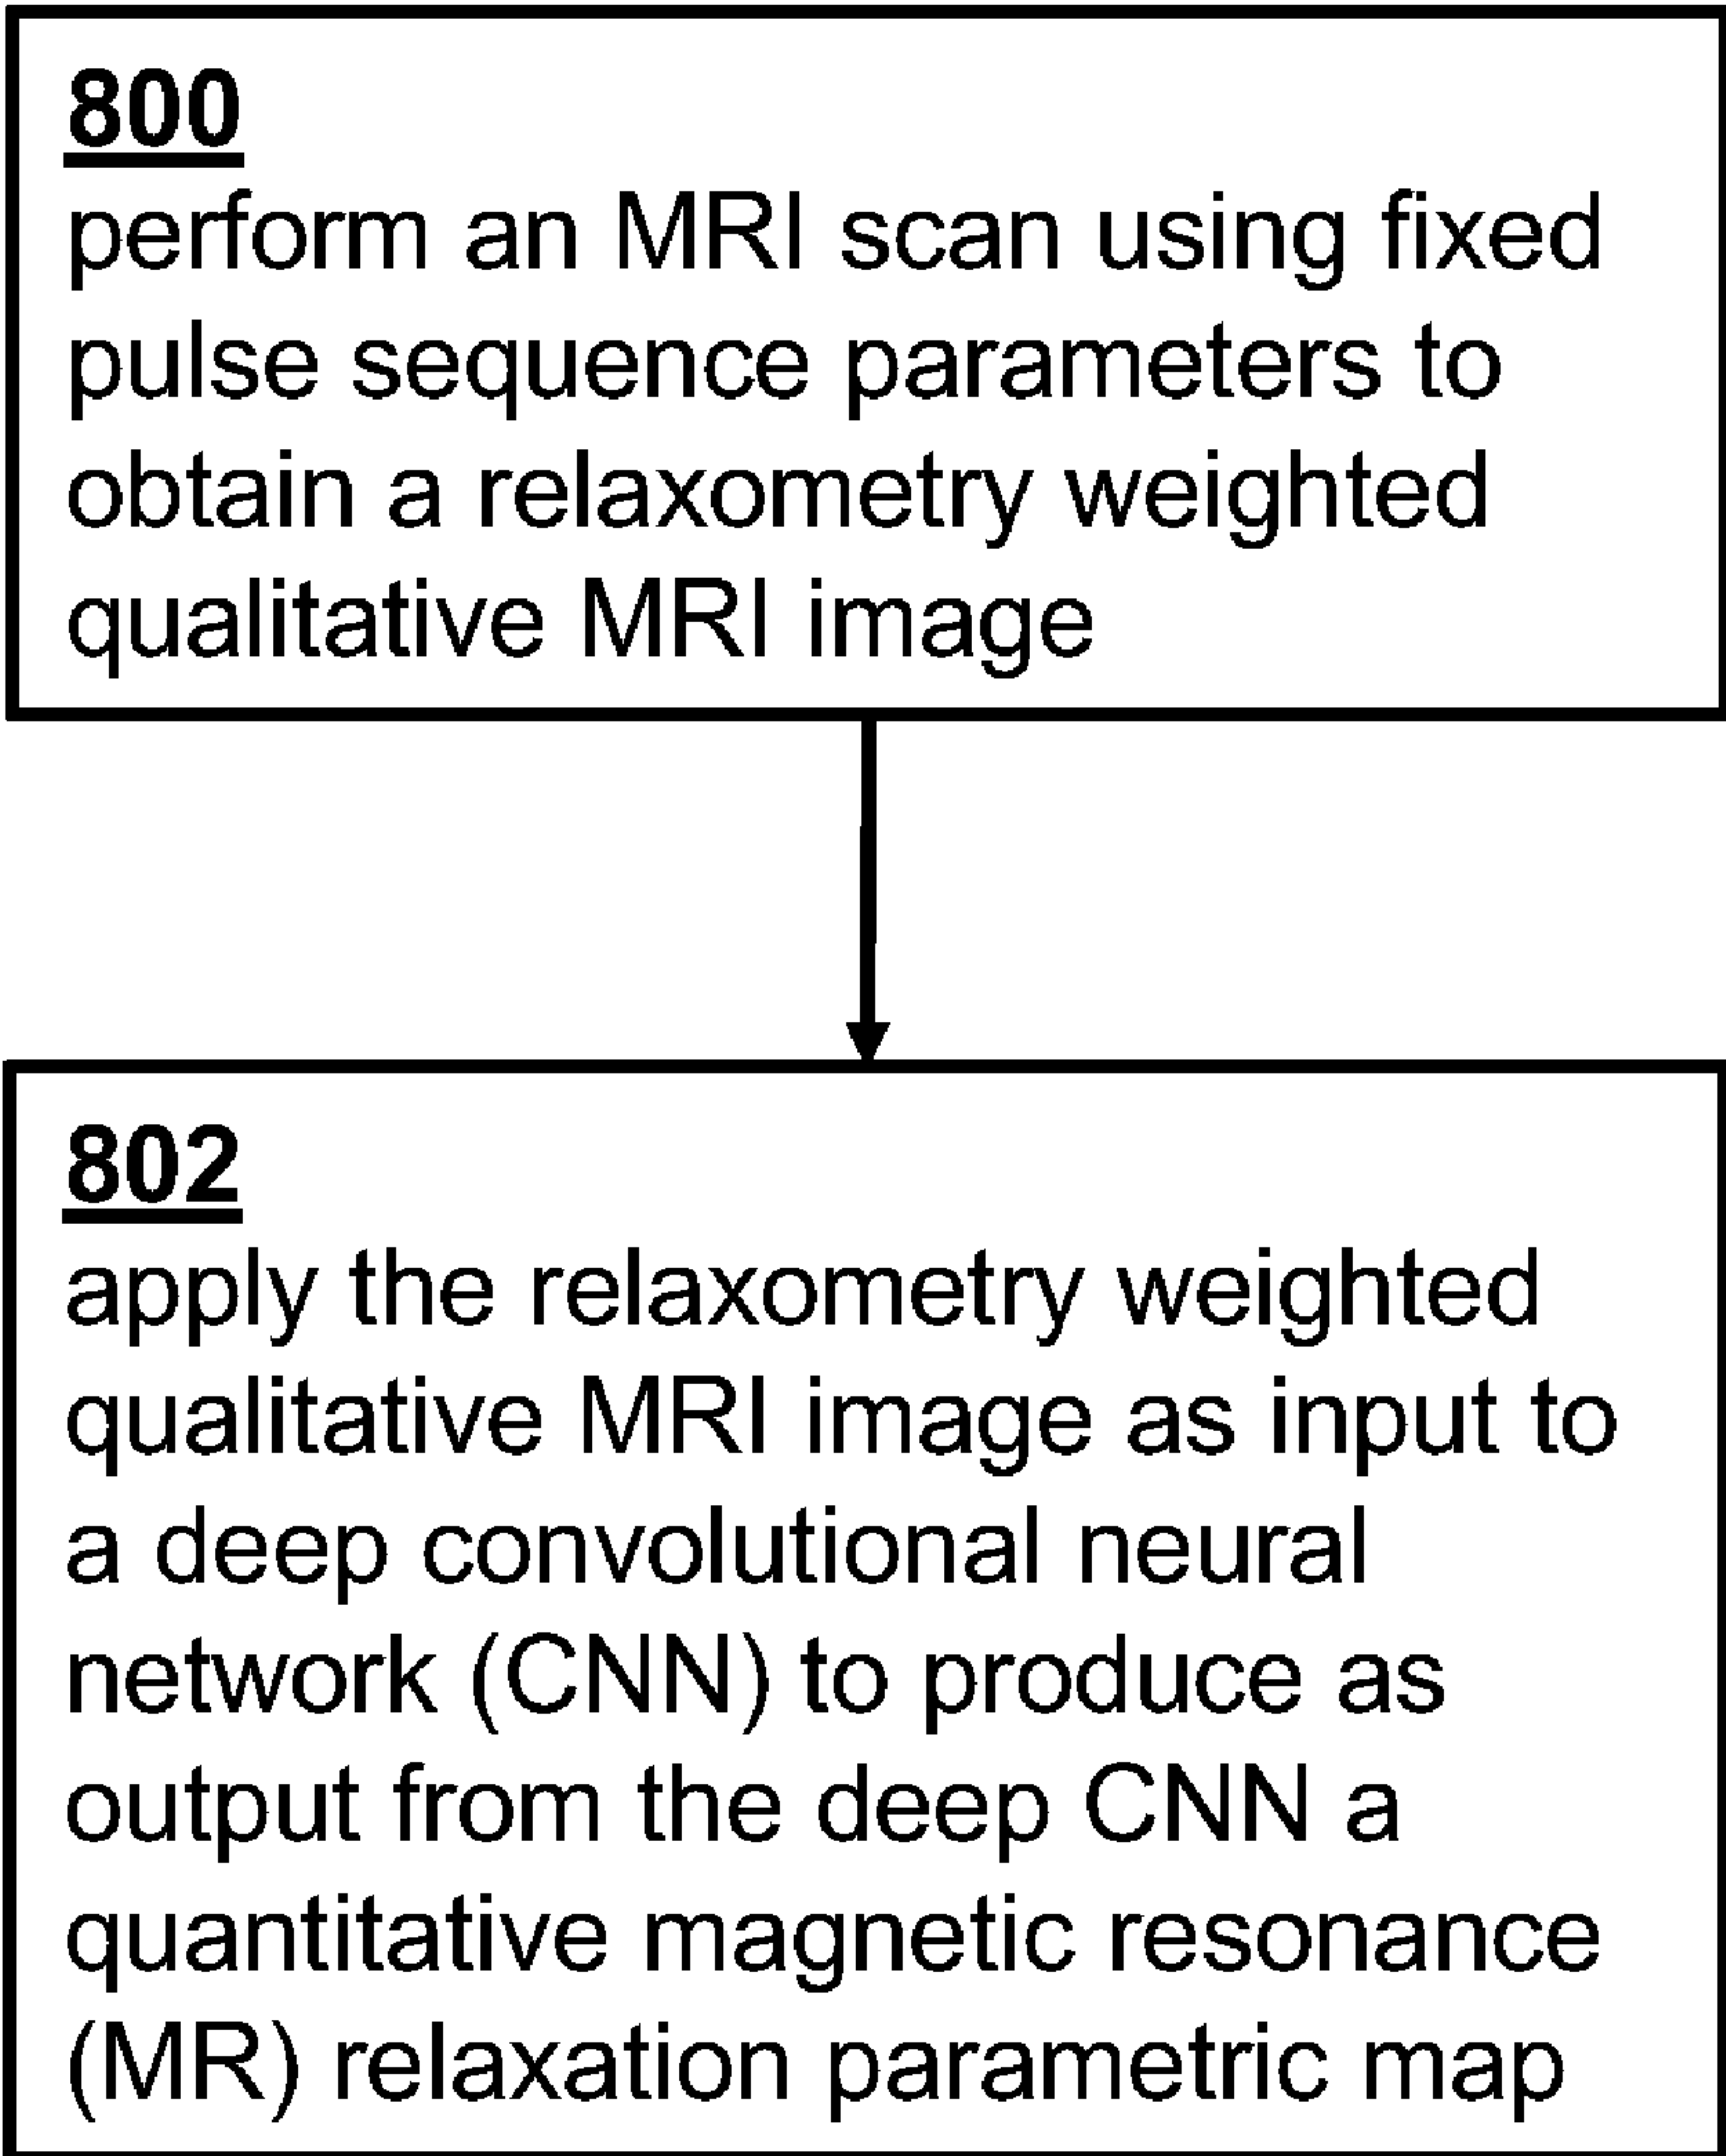 800
perform an MRI scan using fixed
pulse sequence parameters to
obtain a relaxometry weighted
qualitative MRI image
802
apply the relaxometry weighted
qualitative MRI image as input to
a deep convolutional neural
network (CNN) to produce as
output from the deep CNN a
quantitative magnetic resonance
(MR) relaxation parametric map